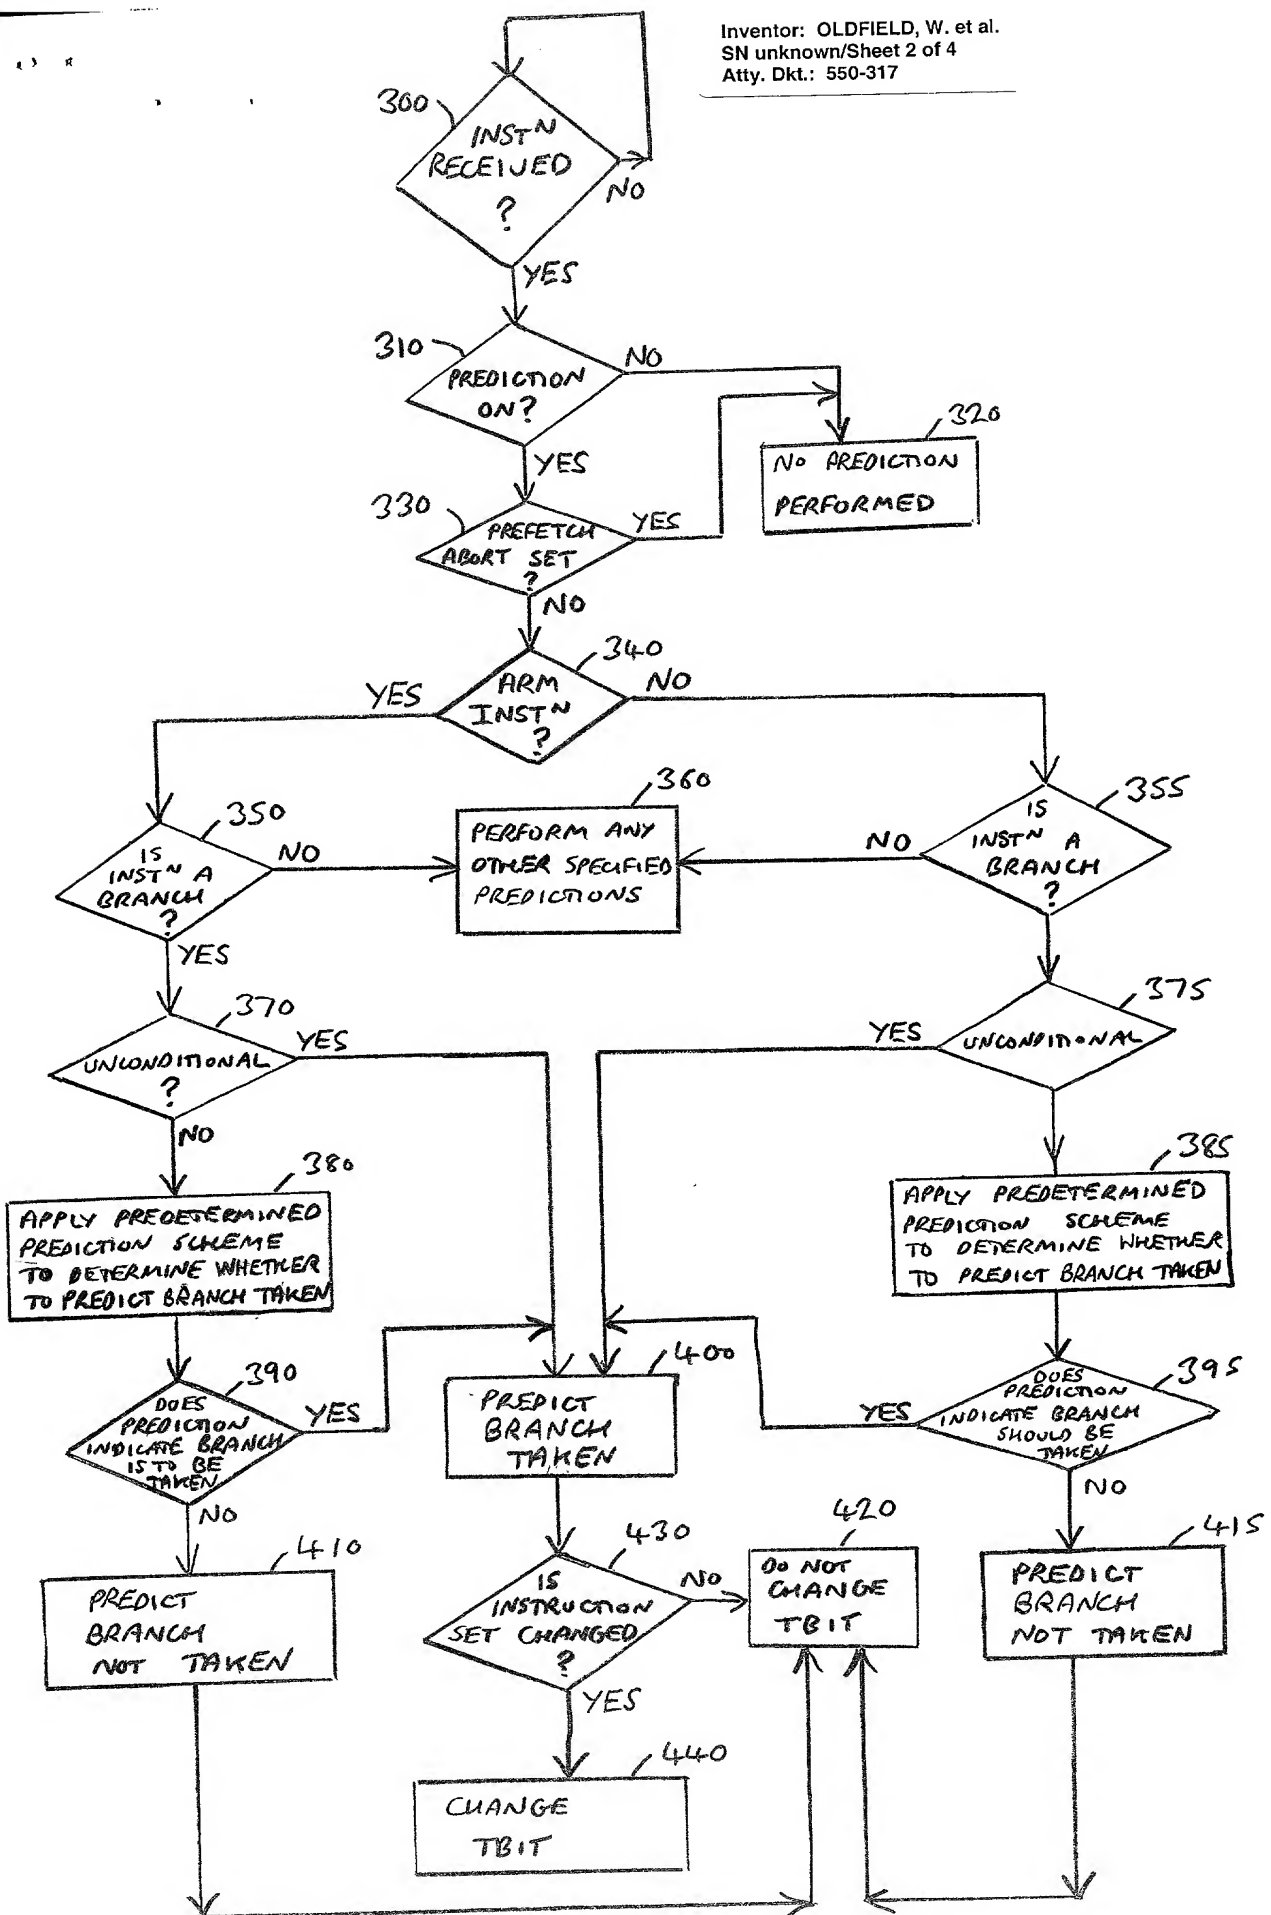 Inventor: OLDFIELD, W. et al.
SN unknown/Sheet 2 of 4
Atty. Dkt.: 550-317
300
INSTN
RECEIVED
?
NO
YES
310
PREDICTION
ON?
NO
YES
320
NO PREDICTION
PERFORMED
330
PREFETCH
ABORT SET
?
YES
NO
340
ARM
INSTN
?
YES
NO
350
IS
INSTN A
BRANCH
?
NO
YES
360
PERFORM ANY
OTHER SPECIFIED
PREDICTIONS
355
IS
INSTN A
BRANCH
?
NO
370
UNCONDITIONAL
?
YES
NO
375
UNCONDITIONAL
YES
380
APPLY PREDETERMINED
PREDICTION SCHEME
TO DETERMINE WHETHER
TO PREDICT BRANCH TAKEN
385
APPLY PREDETERMINED
PREDICTION SCHEME
TO DETERMINE WHETHER
TO PREDICT BRANCH TAKEN
390
DOES
PREDICTION
INDICATE BRANCH
IS TO BE
TAKEN
YES
NO
400
PREDICT
BRANCH
TAKEN
395
DOES
PREDICTION
INDICATE BRANCH
SHOULD BE
TAKEN
YES
NO
410
PREDICT
BRANCH
NOT TAKEN
430
IS
INSTRUCTION
SET CHANGED
?
NO
YES
420
DO NOT
CHANGE
TBIT
415
PREDICT
BRANCH
NOT TAKEN
440
CHANGE
TBIT